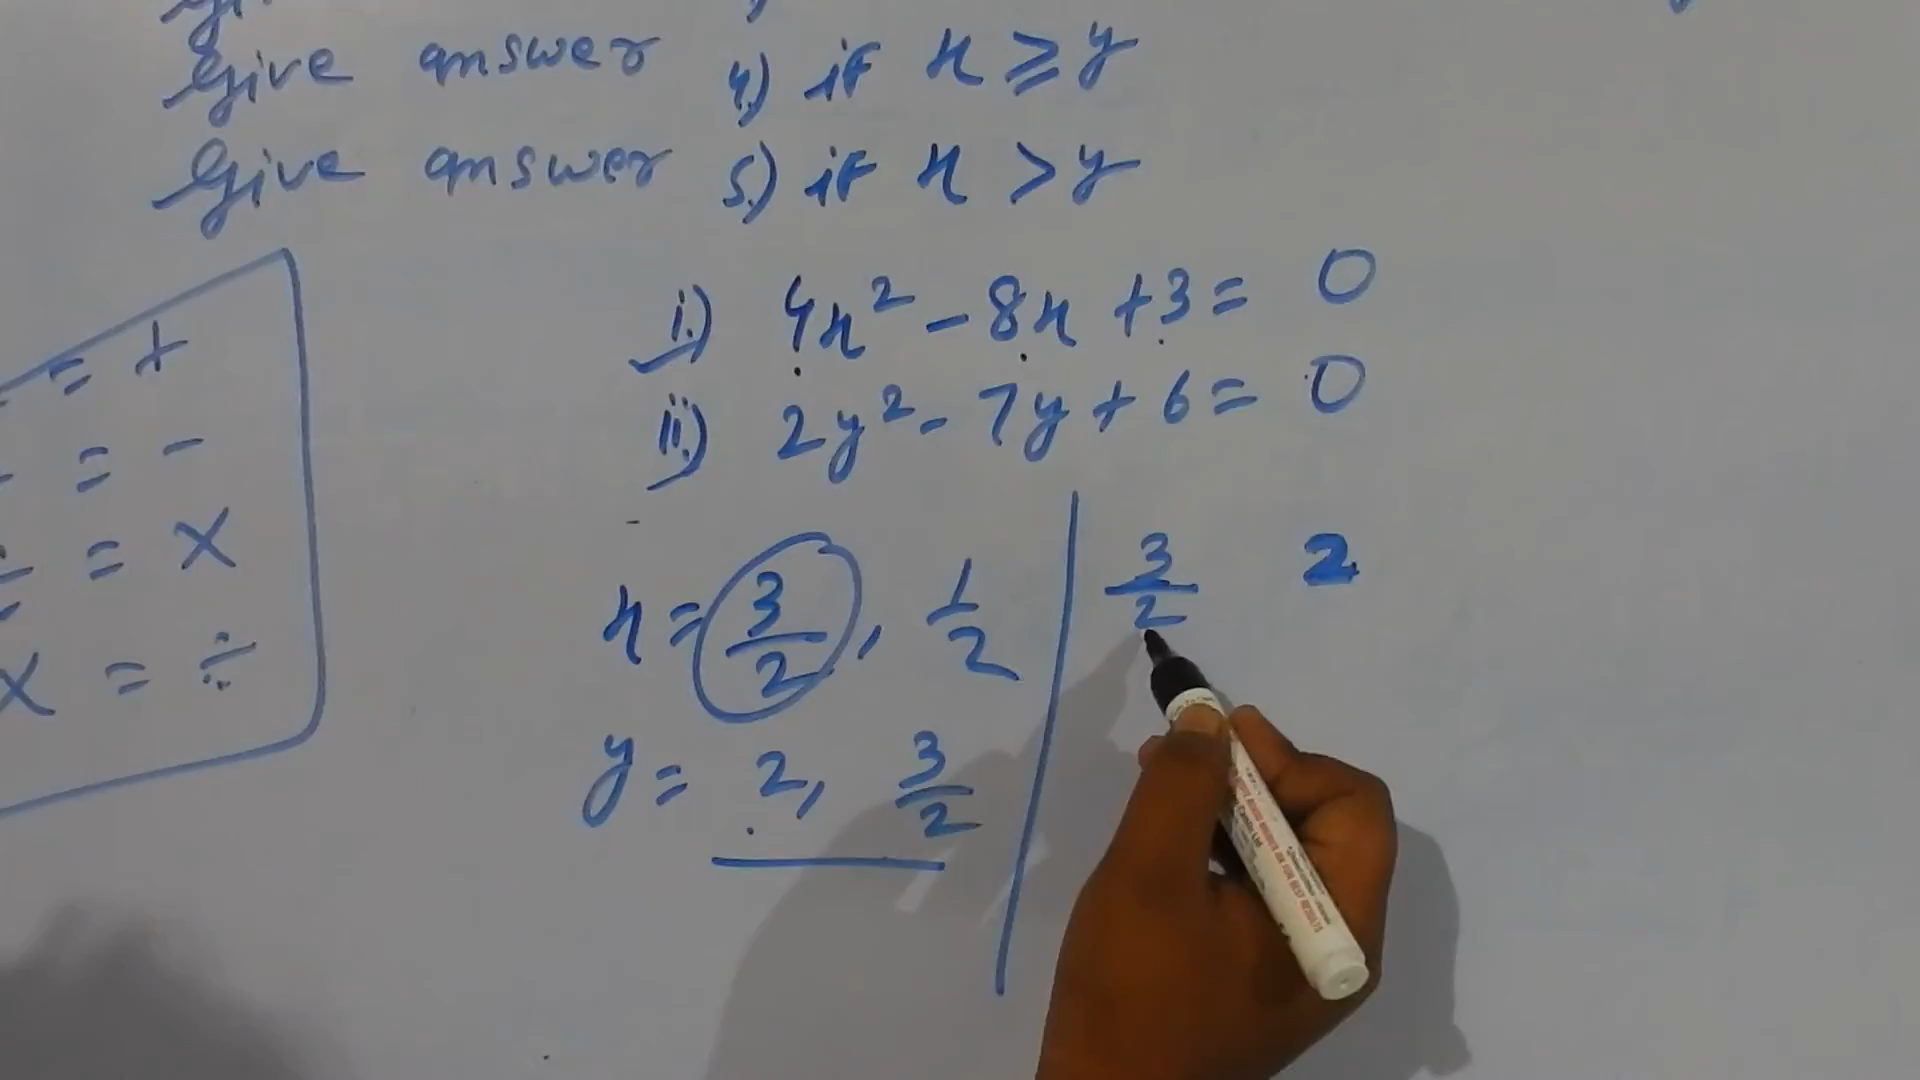 Give answer 4.) if x ≥ y
Give answer 5.) if x > y
i.) 4x² - 8x + 3 = 0
ii.) 2y² - 7y + 6 = 0
= +
= -
÷ = ×
× = ÷
x = 3/2, 1/2
y = 2, 3/2
3/2 2